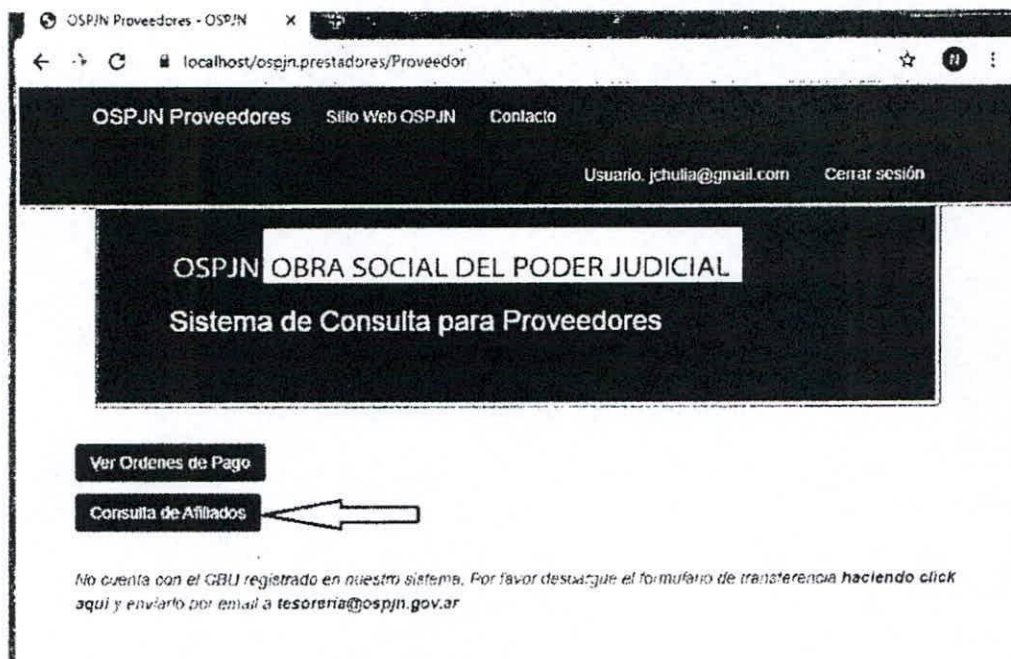 OSPJN Proveedores - OSPJN
localhost/ospjn.prestadores/Proveedor
OSPJN Proveedores Sitio Web OSPJN Contacto
Usuario. jchulia@gmail.com Cerrar sesión
OSPJN OBRA SOCIAL DEL PODER JUDICIAL
Sistema de Consulta para Proveedores
Ver Ordenes de Pago
Consulta de Afiliados
No cuenta con el CBU registrado en nuestro sistema. Por favor descargue el formulario de transferencia haciendo click
aqui y enviarlo por email a tesoreria@ospjn.gov.ar